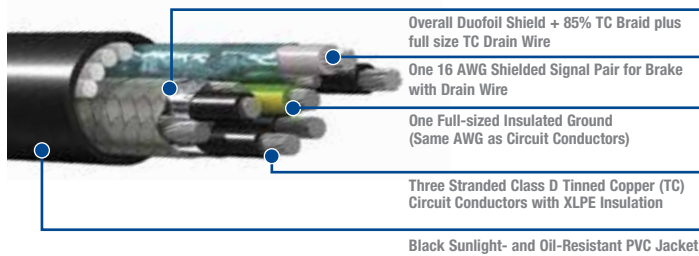 Overall Duofoil Shield + 85% TC Braid plus
full size TC Drain Wire
One 16 AWG Shielded Signal Pair for Brake
with Drain Wire
One Full-sized Insulated Ground
(Same AWG as Circuit Conductors)
Three Stranded Class D Tinned Copper (TC)
Circuit Conductors with XLPE Insulation
Black Sunlight- and Oil-Resistant PVC Jacket